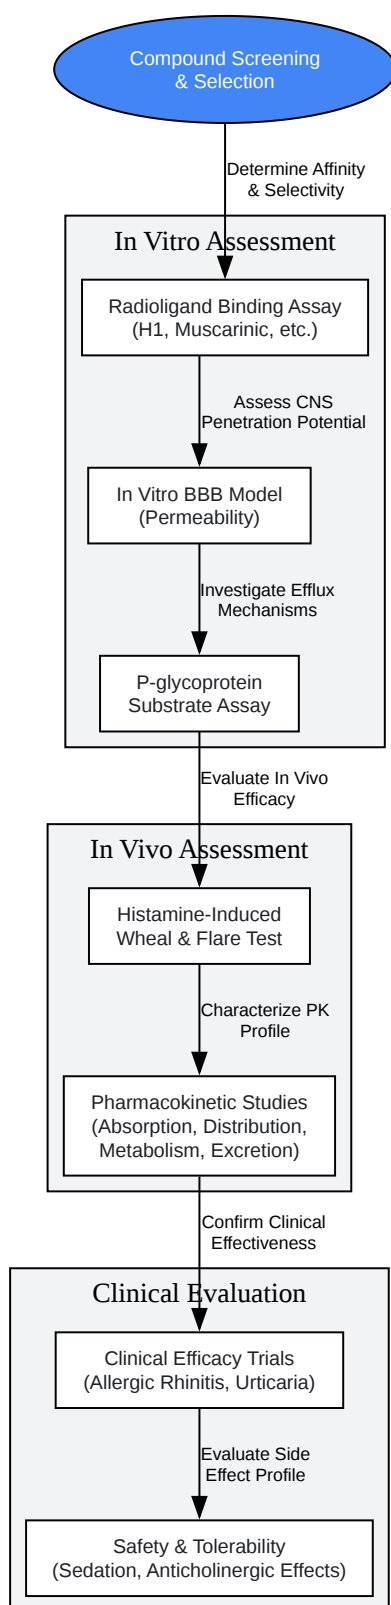 Compound Screening
& Selection
Determine Affinity
& Selectivity
In Vitro Assessment
Radioligand Binding Assay
(H1, Muscarinic, etc.)
Assess CNS
Penetration Potential
In Vitro BBB Model
(Permeability)
Investigate Efflux
Mechanisms
P-glycoprotein
Substrate Assay
Evaluate In Vivo
Efficacy
In Vivo Assessment
Histamine-Induced
Wheal & Flare Test
Characterize PK
Profile
Pharmacokinetic Studies
(Absorption, Distribution,
Metabolism, Excretion)
Confirm Clinical
Effectiveness
Clinical Evaluation
Clinical Efficacy Trials
(Allergic Rhinitis, Urticaria)
Evaluate Side
Effect Profile
Safety & Tolerability
(Sedation, Anticholinergic Effects)